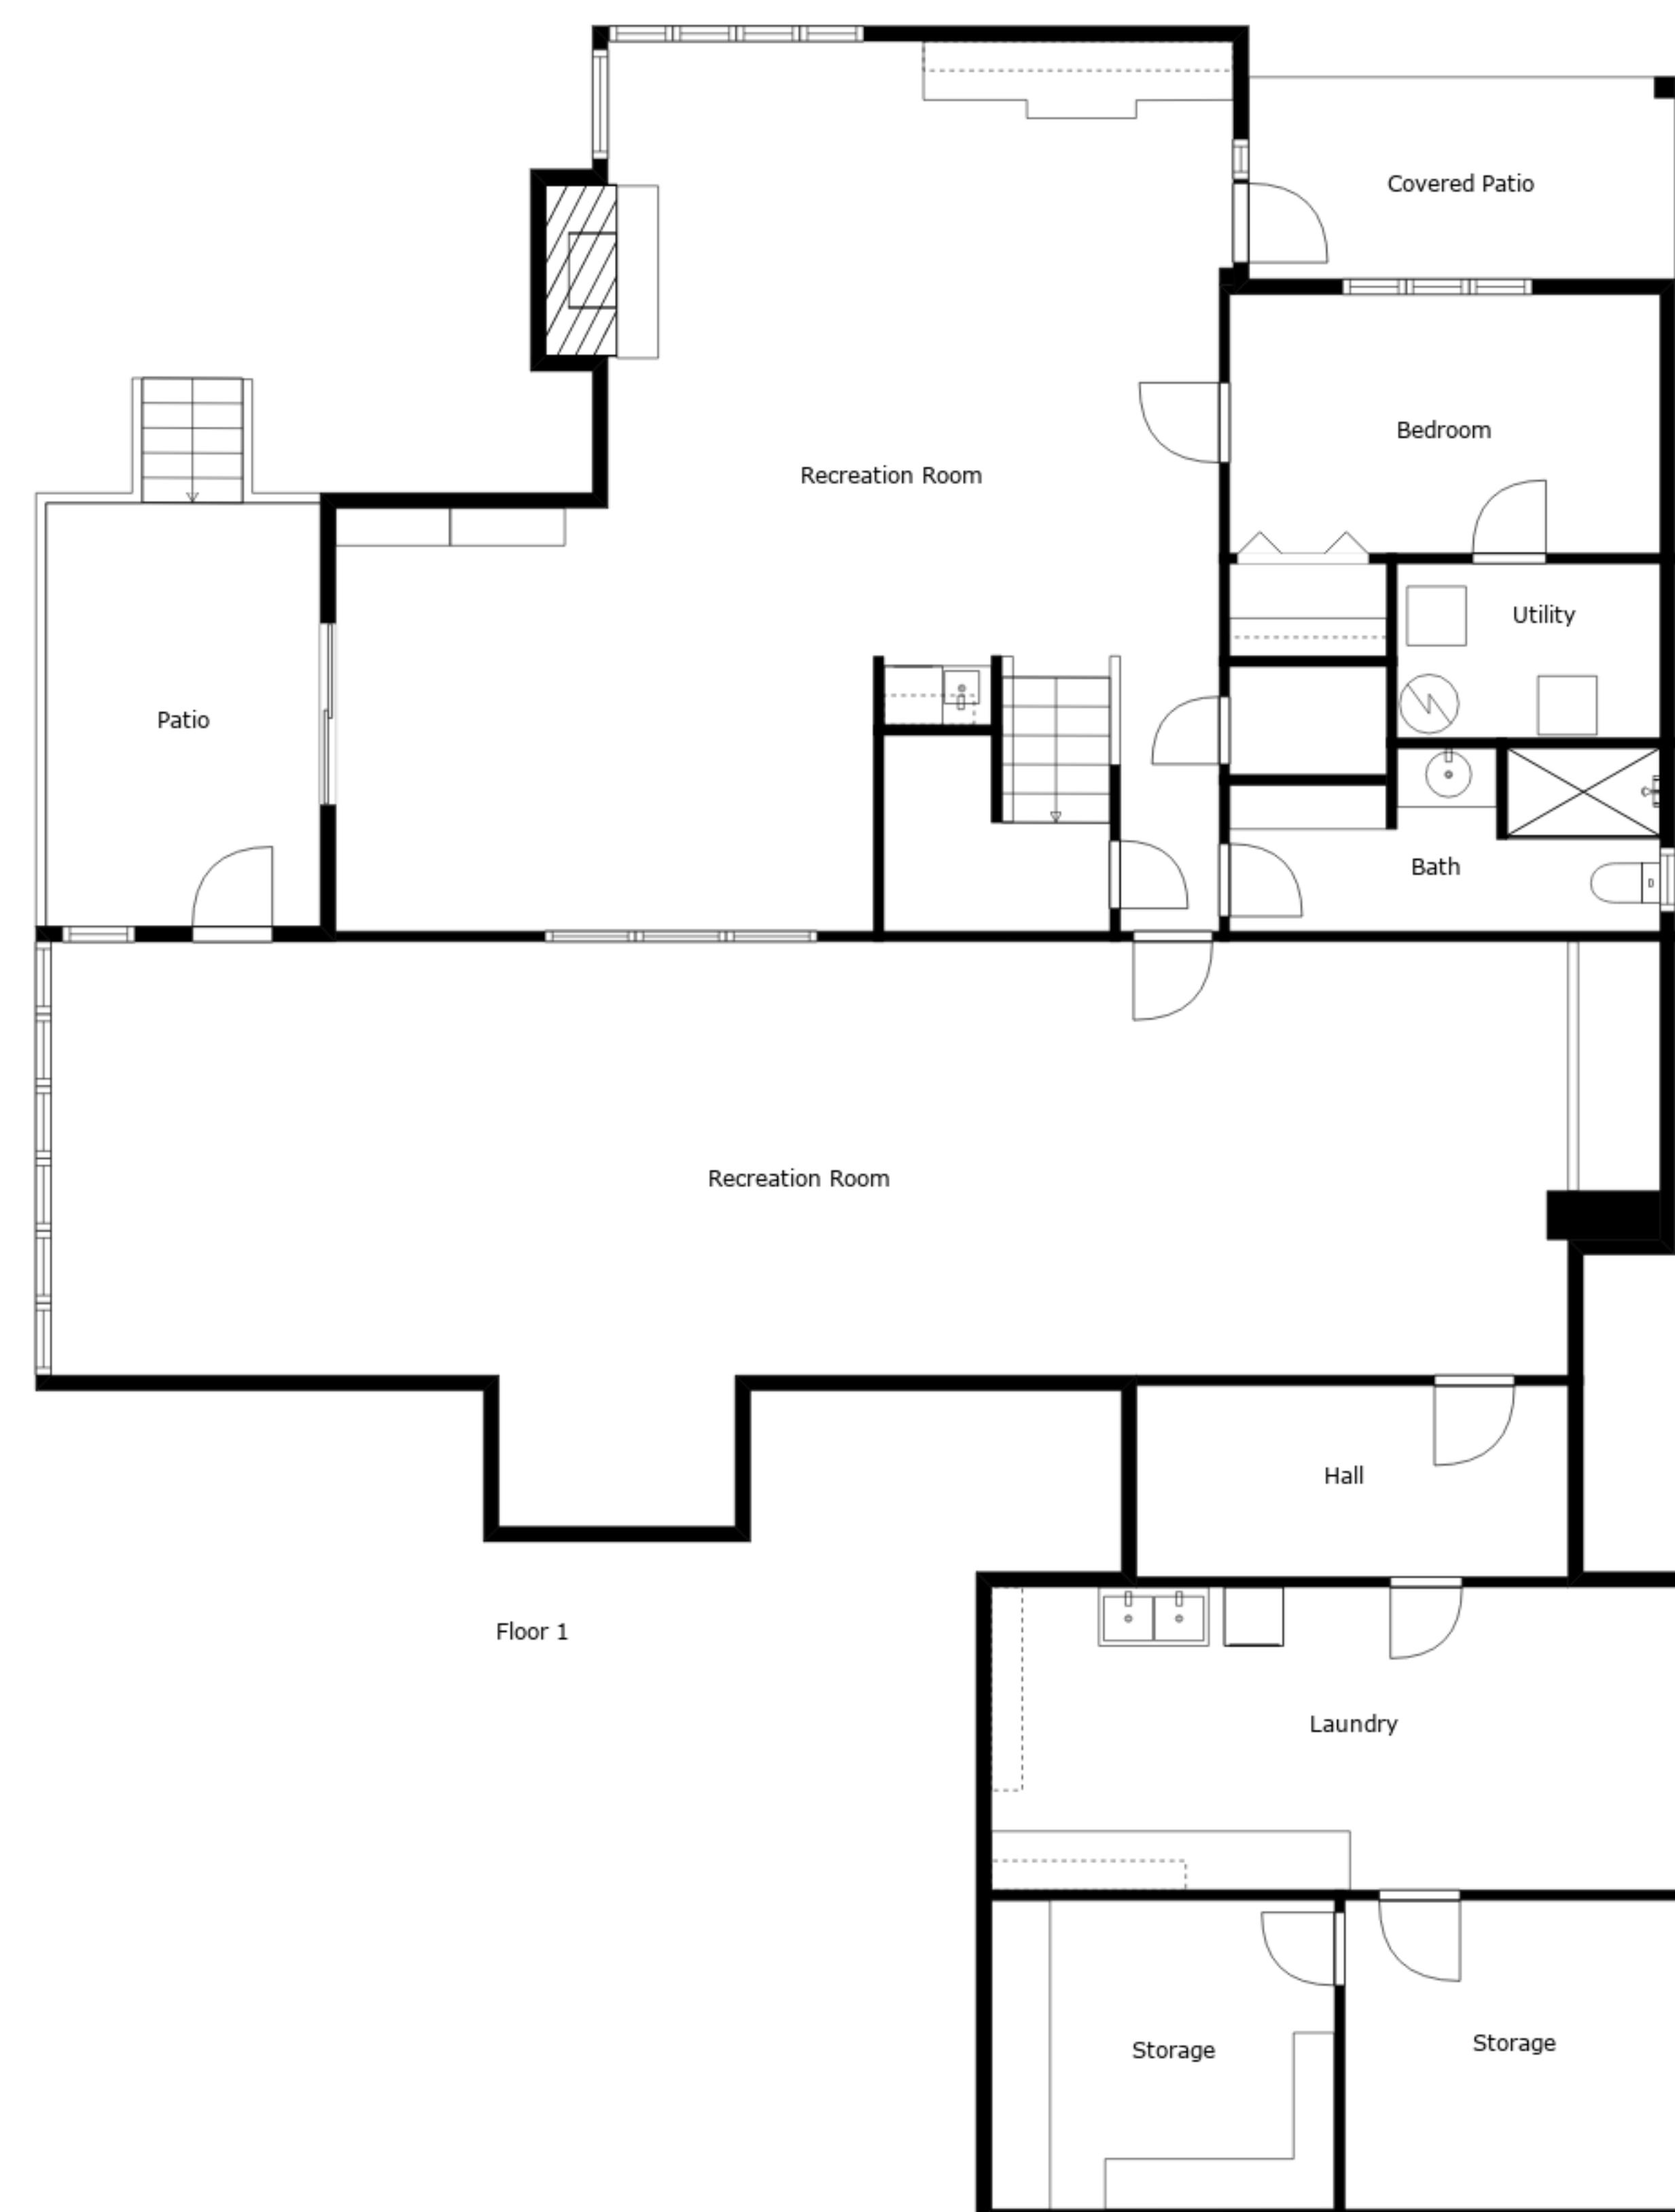 Covered Patio
Bedroom
Recreation Room
Utility
Patio
Bath
Recreation Room
Hall
Floor 1
Laundry
Storage
Storage